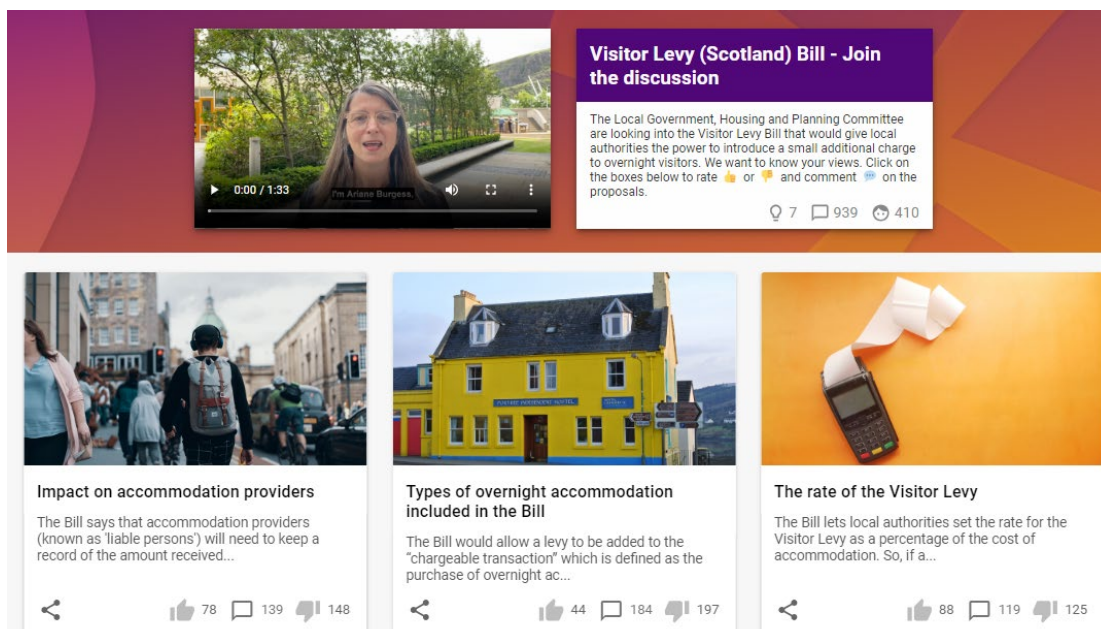 0:00 / 1:33
I'm Ariane Burgess,
Visitor Levy (Scotland) Bill - Join
the discussion
The Local Government, Housing and Planning Committee
are looking into the Visitor Levy Bill that would give local
authorities the power to introduce a small additional charge
to overnight visitors. We want to know your views. Click on
the boxes below to rate 👍 or 👎 and comment 💬 on the
proposals.
7 939 410
Impact on accommodation providers
The Bill says that accommodation providers
(known as 'liable persons') will need to keep a
record of the amount received...
78 139 148
Types of overnight accommodation
included in the Bill
The Bill would allow a levy to be added to the
“chargeable transaction” which is defined as the
purchase of overnight ac...
44 184 197
The rate of the Visitor Levy
The Bill lets local authorities set the rate for the
Visitor Levy as a percentage of the cost of
accommodation. So, if a...
88 119 125